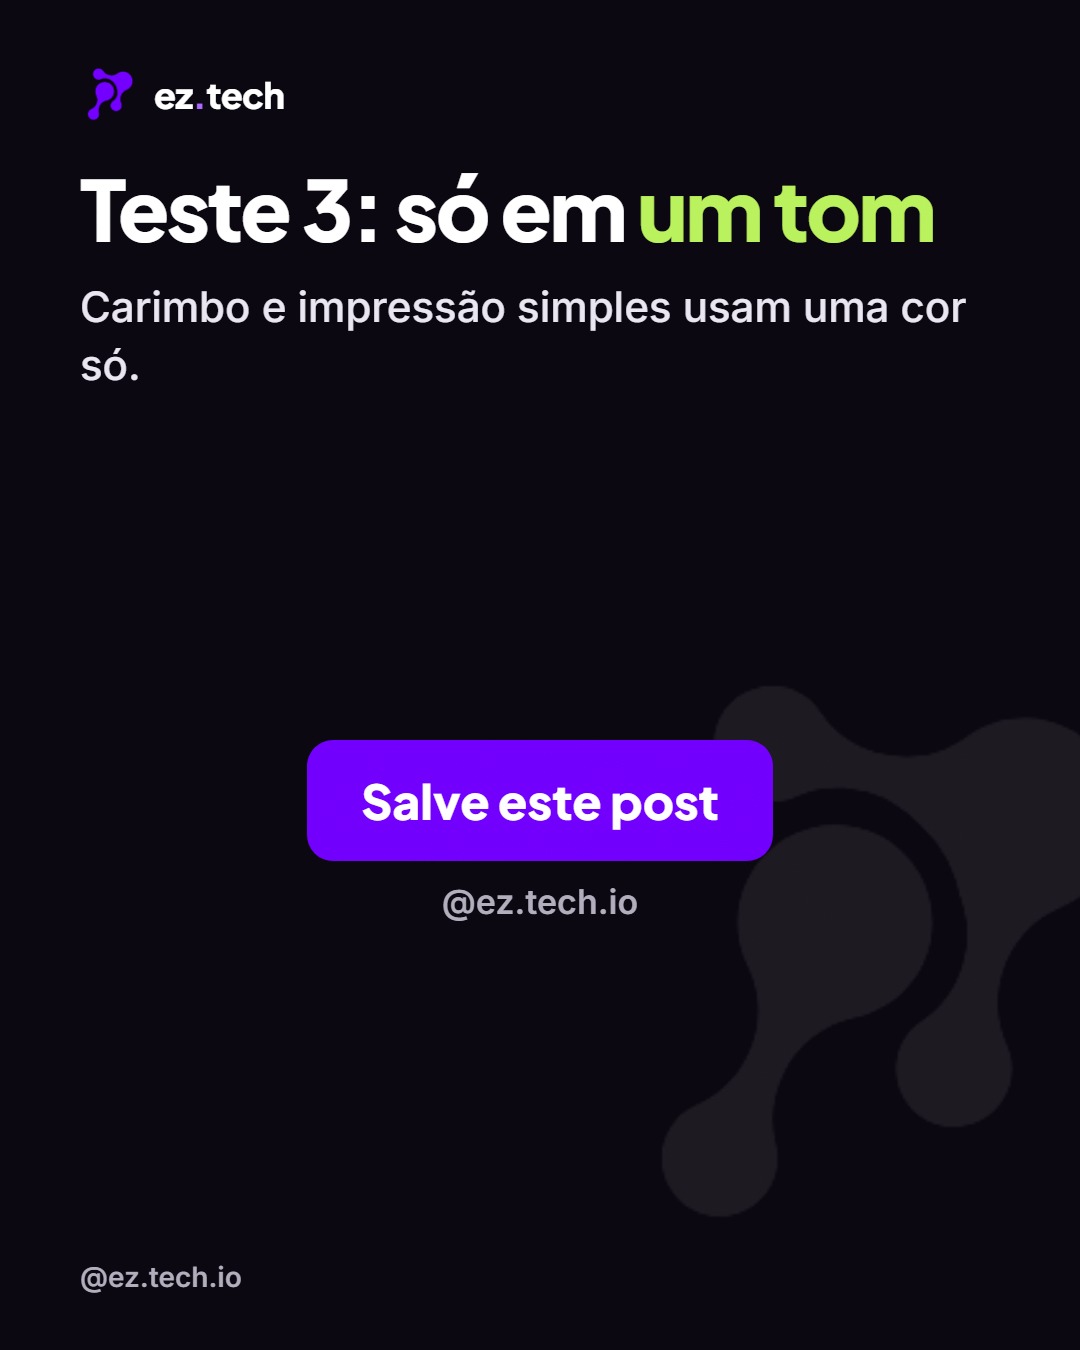 ez.tech
Teste 3: só em um tom
Carimbo e impressão simples usam uma cor
só.
Salve este post
@ez.tech.io
@ez.tech.io